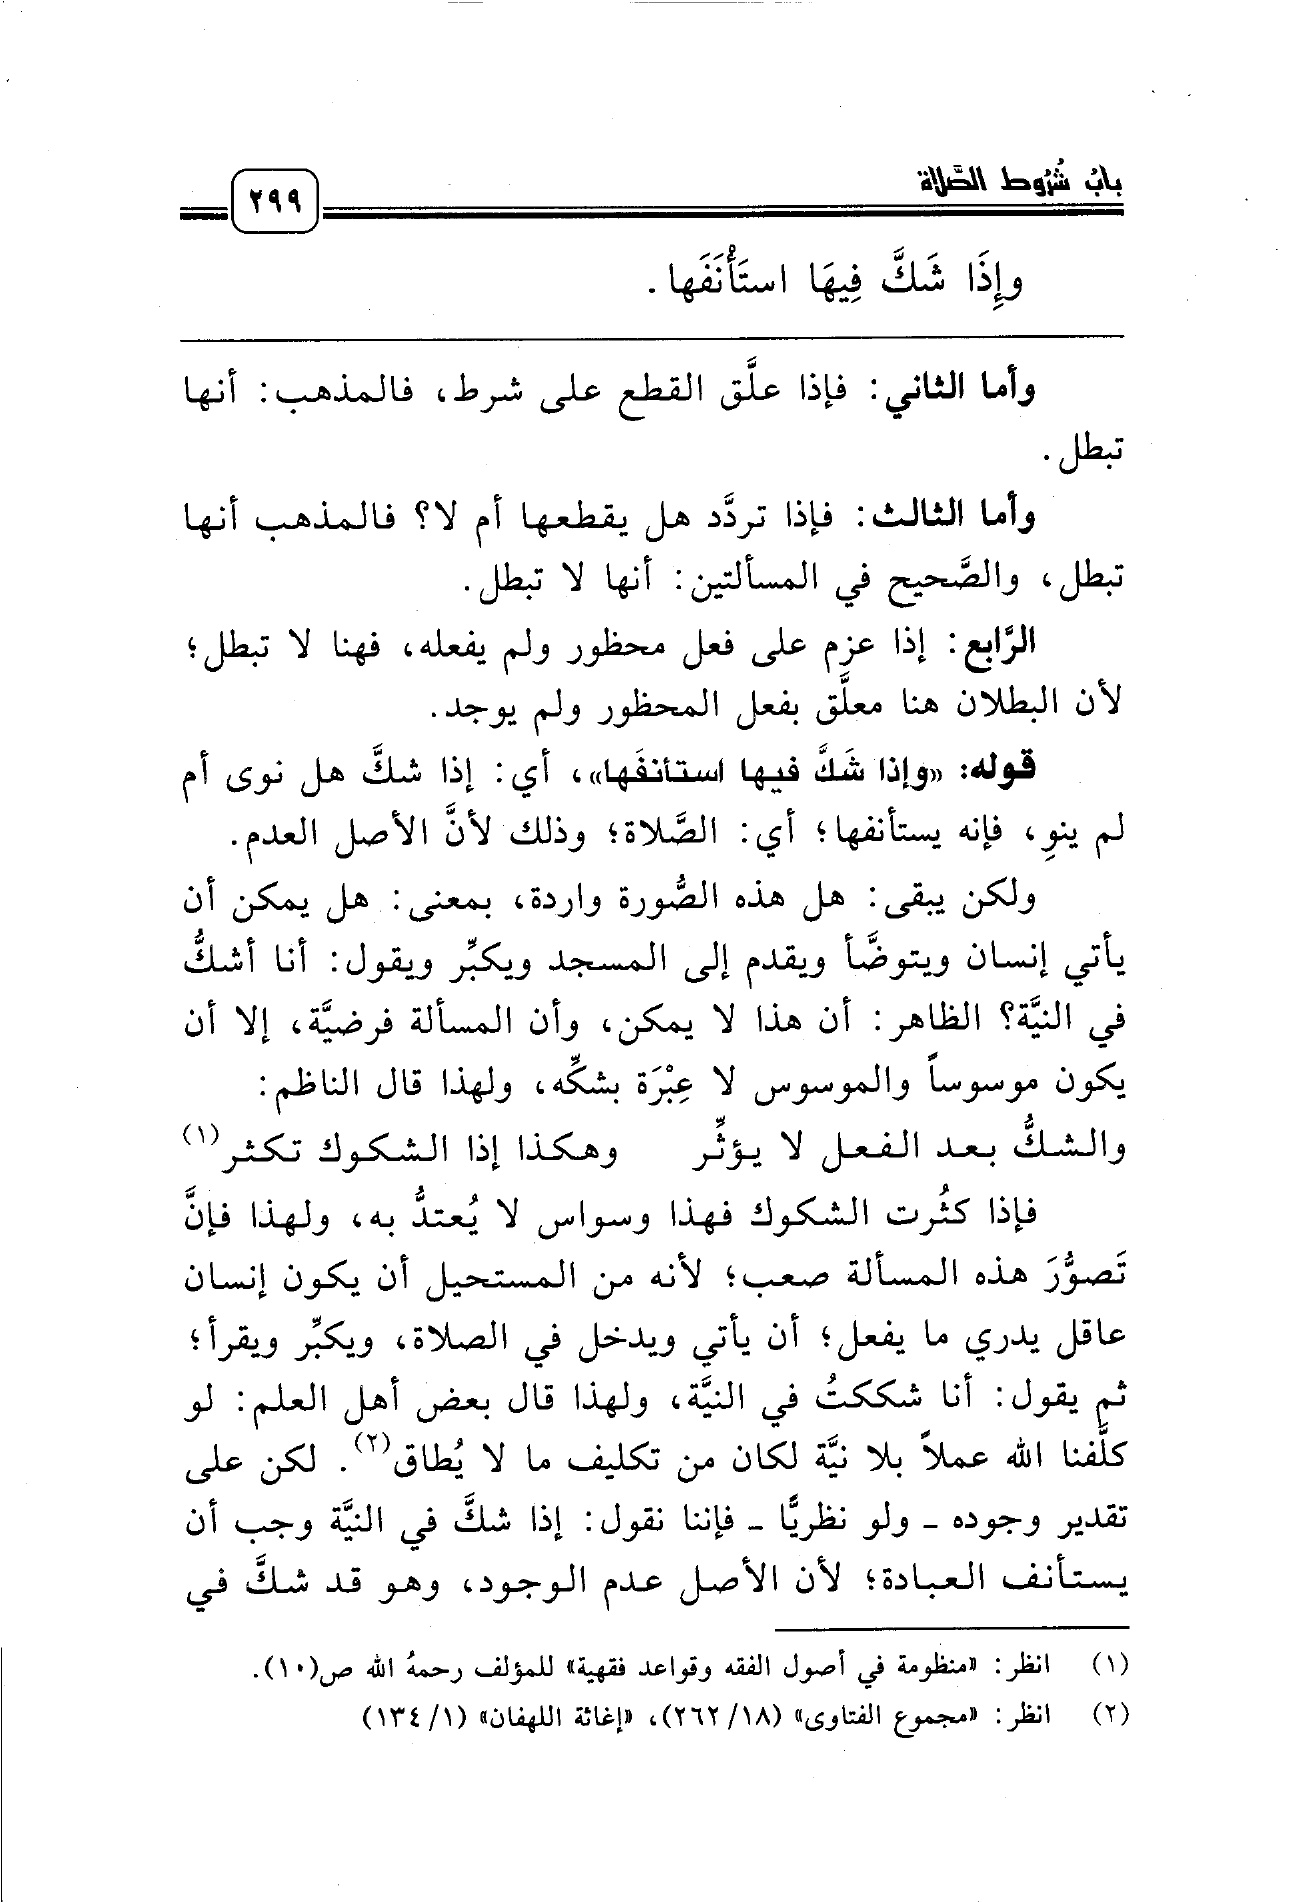 بابُ شُرُوط الصَّلاة
٢٩٩
وإِذَا شَكَّ فِيهَا استَأْنَفَها.
وأما الثاني: فإذا علَّق القطع على شرط، فالمذهب: أنها
تبطل.
وأما الثالث: فإذا تردَّد هل يقطعها أم لا؟ فالمذهب أنها
تبطل، والصَّحيح في المسألتين: أنها لا تبطل.
الرَّابع: إذا عزم على فعل محظور ولم يفعله، فهنا لا تبطل؛
لأن البطلان هنا معلَّق بفعل المحظور ولم يوجد.
قوله: «وإذا شَكَّ فيها استأنفَها»، أي: إذا شكَّ هل نوى أم
لم ينوِ، فإنه يستأنفها؛ أي: الصَّلاة؛ وذلك لأنَّ الأصل العدم.
ولكن يبقى: هل هذه الصُّورة واردة، بمعنى: هل يمكن أن
يأتي إنسان ويتوضَّأ ويقدم إلى المسجد ويكبِّر ويقول: أنا أشكُّ
في النيَّة؟ الظاهر: أن هذا لا يمكن، وأن المسألة فرضيَّة، إلا أن
يكون موسوساً والموسوس لا عِبْرَة بشكِّه، ولهذا قال الناظم:
والشكُّ بعد الفعل لا يؤثِّر وهكذا إذا الشكوك تكثر(١)
فإذا كثُرت الشكوك فهذا وسواس لا يُعتدُّ به، ولهذا فإنَّ
تَصوُّرَ هذه المسألة صعب؛ لأنه من المستحيل أن يكون إنسان
عاقل يدري ما يفعل؛ أن يأتي ويدخل في الصلاة، ويكبِّر ويقرأ؛
ثم يقول: أنا شككتُ في النيَّة، ولهذا قال بعض أهل العلم: لو
كلَّفنا الله عملاً بلا نيَّة لكان من تكليف ما لا يُطاق(٢). لكن على
تقدير وجوده ـ ولو نظريًّا ـ فإننا نقول: إذا شكَّ في النيَّة وجب أن
يستأنف العبادة؛ لأن الأصل عدم الوجود، وهو قد شكَّ في
(١) انظر: «منظومة في أصول الفقه وقواعد فقهية» للمؤلف رحمهُ الله ص(١٠).
(٢) انظر: «مجموع الفتاوى» (١٨/ ٢٦٢)، «إغاثة اللهفان» (١/ ١٣٤)